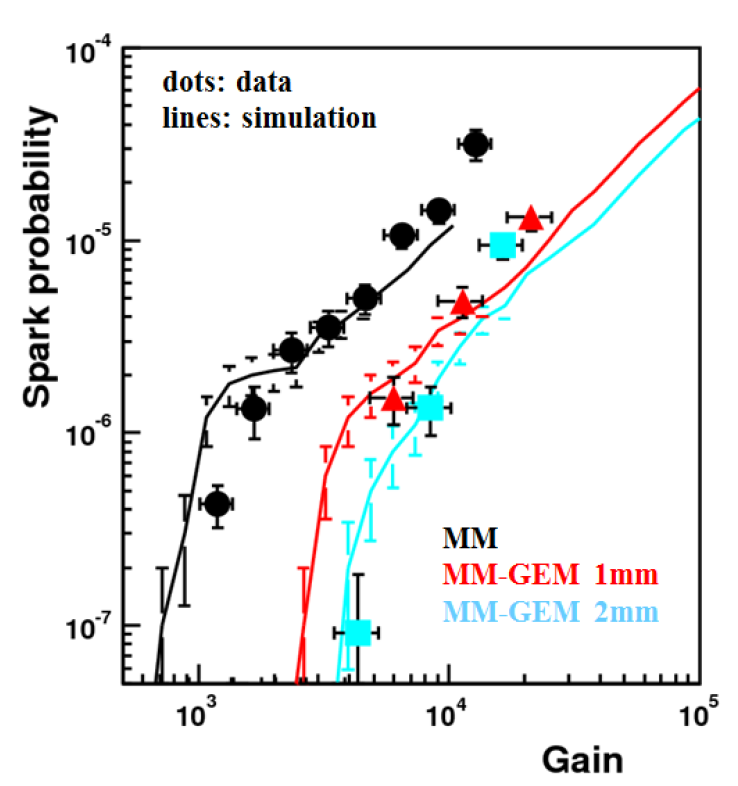 10⁻⁴
dots: data
lines: simulation
Spark probability
10⁻⁵
10⁻⁶
MM
MM-GEM 1mm
MM-GEM 2mm
10⁻⁷
10³ 10⁴ 10⁵
Gain